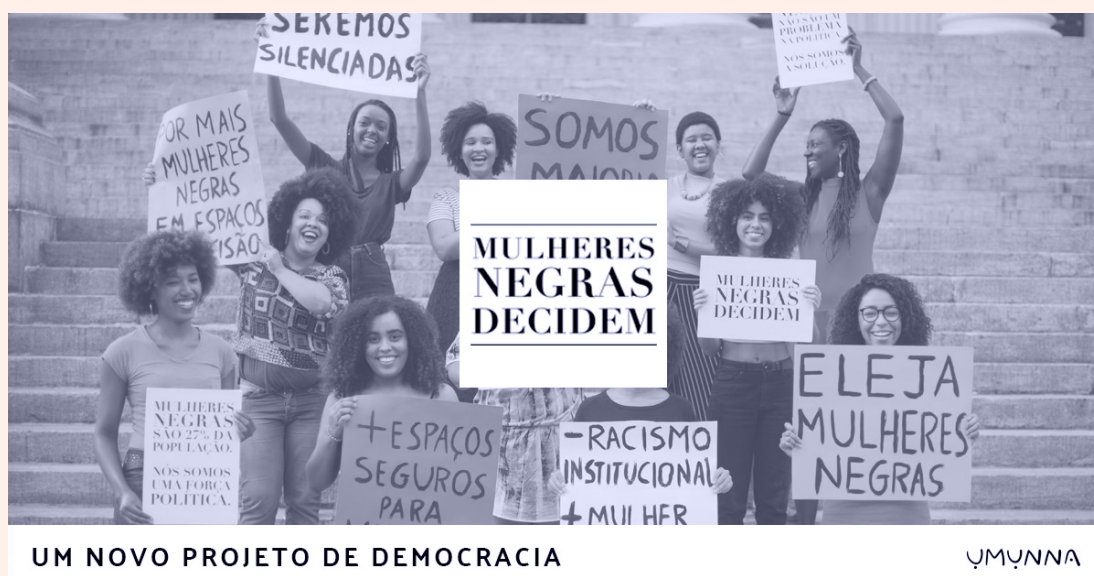 SEREMOS
SILENCIADAS
NÃO SÃO UM
PROBLEMA
NA POLÍTICA.
NÓS SOMOS
A SOLUÇÃO.
POR MAIS
MULHERES
NEGRAS
EM ESPAÇOS
SOMOS
MAIORIA
MULHERES
NEGRAS
DECIDEM
MULHERES
NEGRAS
DECIDEM
MULHERES
NEGRAS
SÃO 27% DA
POPULAÇÃO.
NÓS SOMOS
UMA FORÇA
POLÍTICA.
+ESPAÇOS
SEGUROS
PARA
-RACISMO
INSTITUCIONAL
+MULHER
ELEJA
MULHERES
NEGRAS
UM NOVO PROJETO DE DEMOCRACIA
ỤMỤNNA